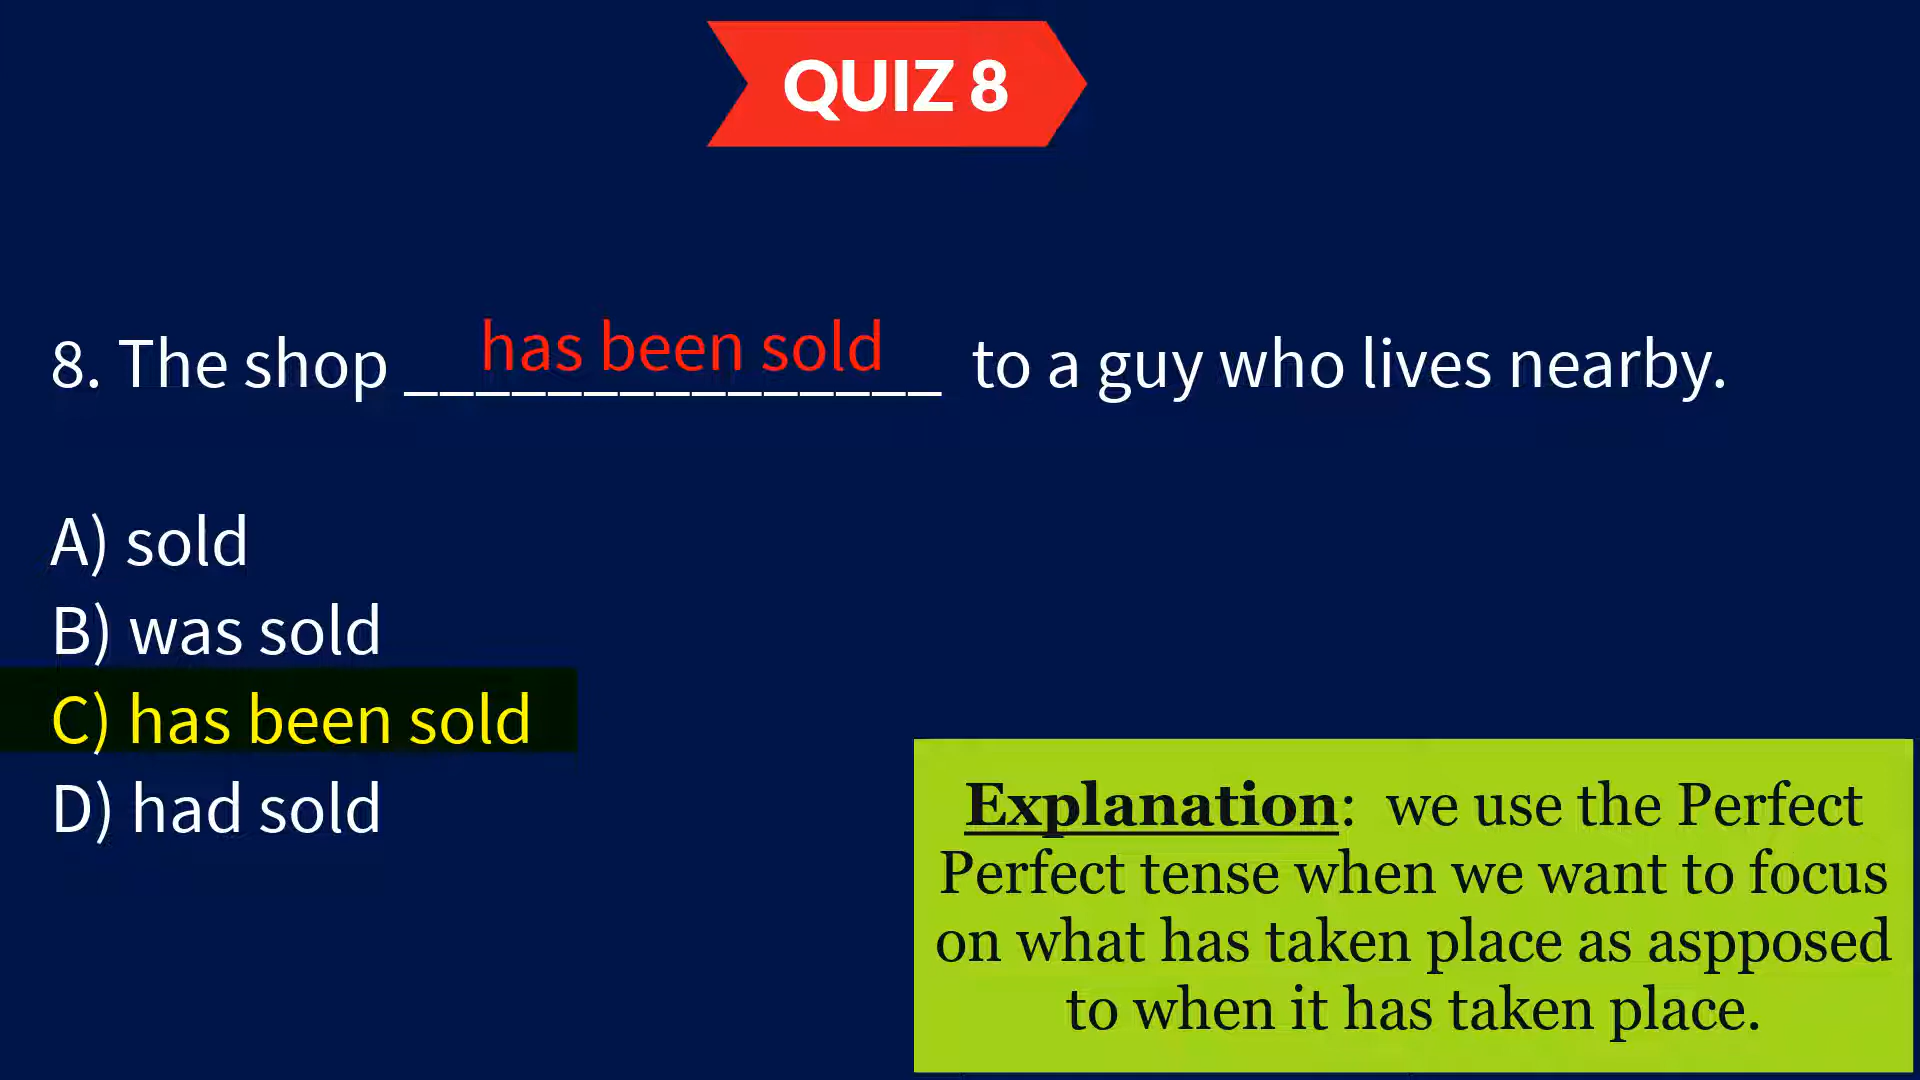 QUIZ 8
8. The shop has been sold to a guy who lives nearby.
A) sold
B) was sold
C) has been sold
D) had sold
Explanation: we use the Perfect
Perfect tense when we want to focus
on what has taken place as aspposed
to when it has taken place.